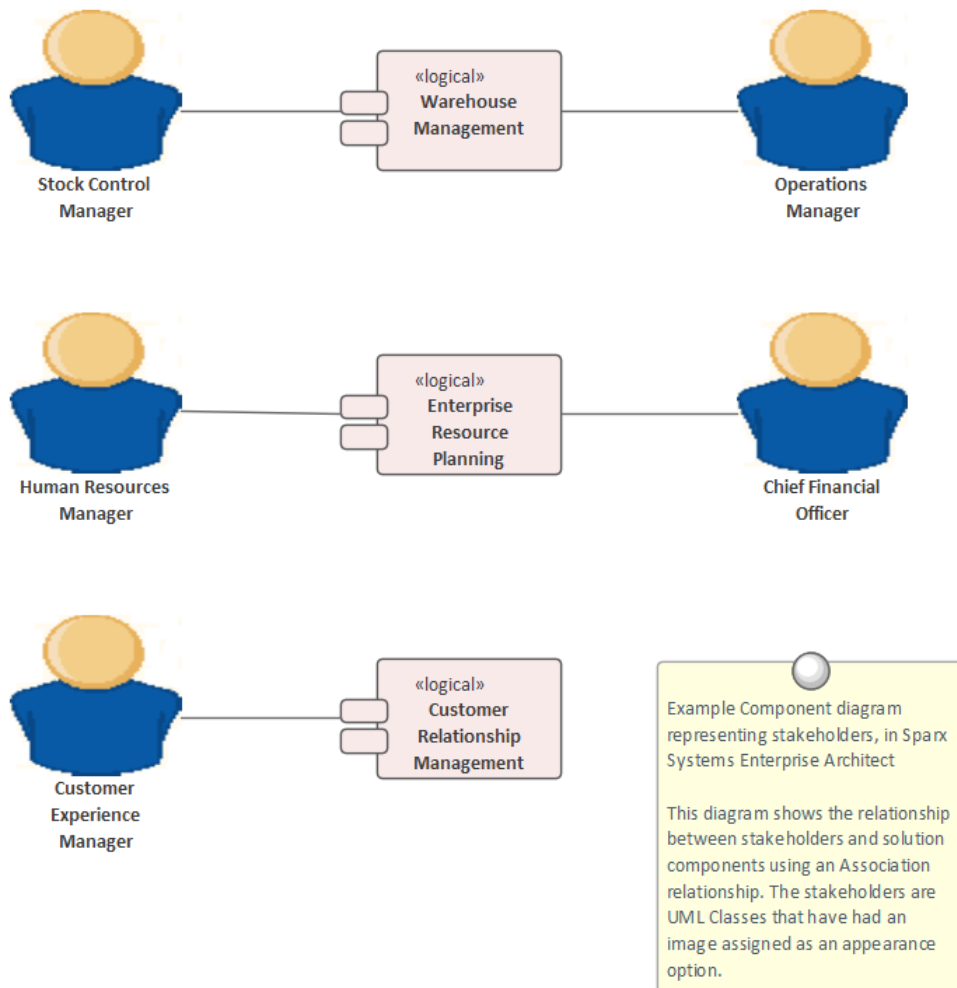 «logical»
Warehouse
Management
Stock Control
Manager
Operations
Manager
«logical»
Enterprise
Resource
Planning
Human Resources
Manager
Chief Financial
Officer
«logical»
Customer
Relationship
Management
Customer
Experience
Manager
Example Component diagram
representing stakeholders, in Sparx
Systems Enterprise Architect
This diagram shows the relationship
between stakeholders and solution
components using an Association
relationship. The stakeholders are
UML Classes that have had an
image assigned as an appearance
option.